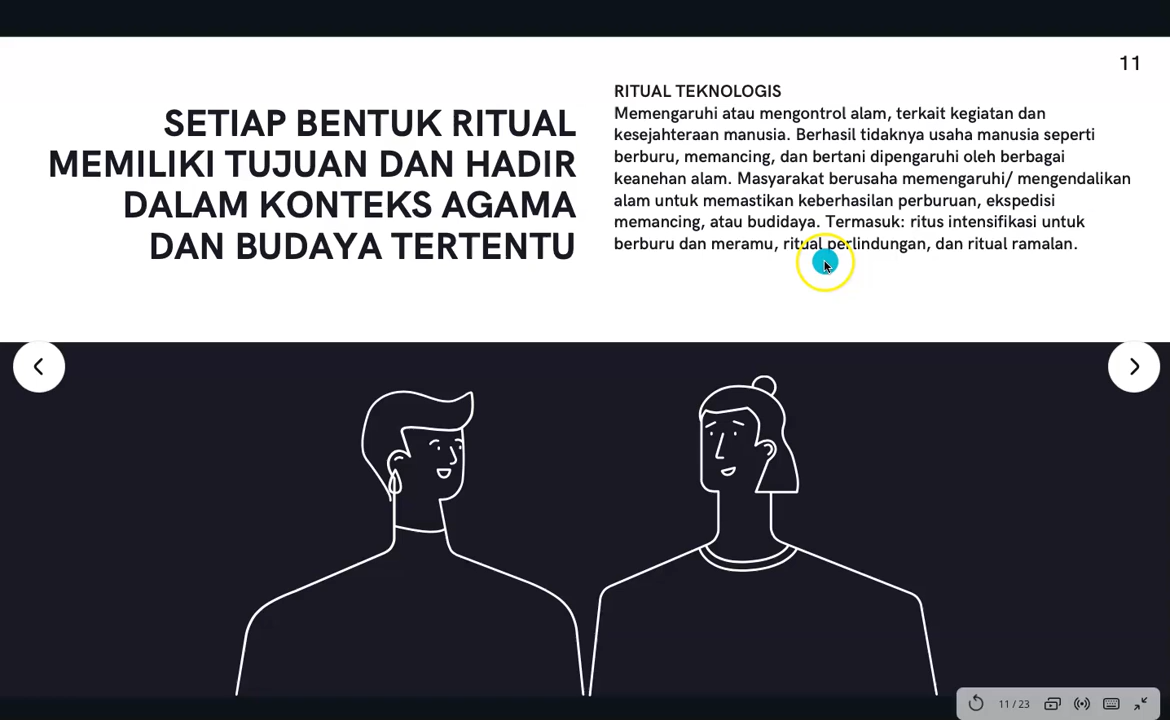 11
SETIAP BENTUK RITUAL
MEMILIKI TUJUAN DAN HADIR
DALAM KONTEKS AGAMA
DAN BUDAYA TERTENTU
RITUAL TEKNOLOGIS
Memengaruhi atau mengontrol alam, terkait kegiatan dan
kesejahteraan manusia. Berhasil tidaknya usaha manusia seperti
berburu, memancing, dan bertani dipengaruhi oleh berbagai
keanehan alam. Masyarakat berusaha memengaruhi/ mengendalikan
alam untuk memastikan keberhasilan perburuan, ekspedisi
memancing, atau budidaya. Termasuk: ritus intensifikasi untuk
berburu dan meramu, ritual perlindungan, dan ritual ramalan.
11 / 23